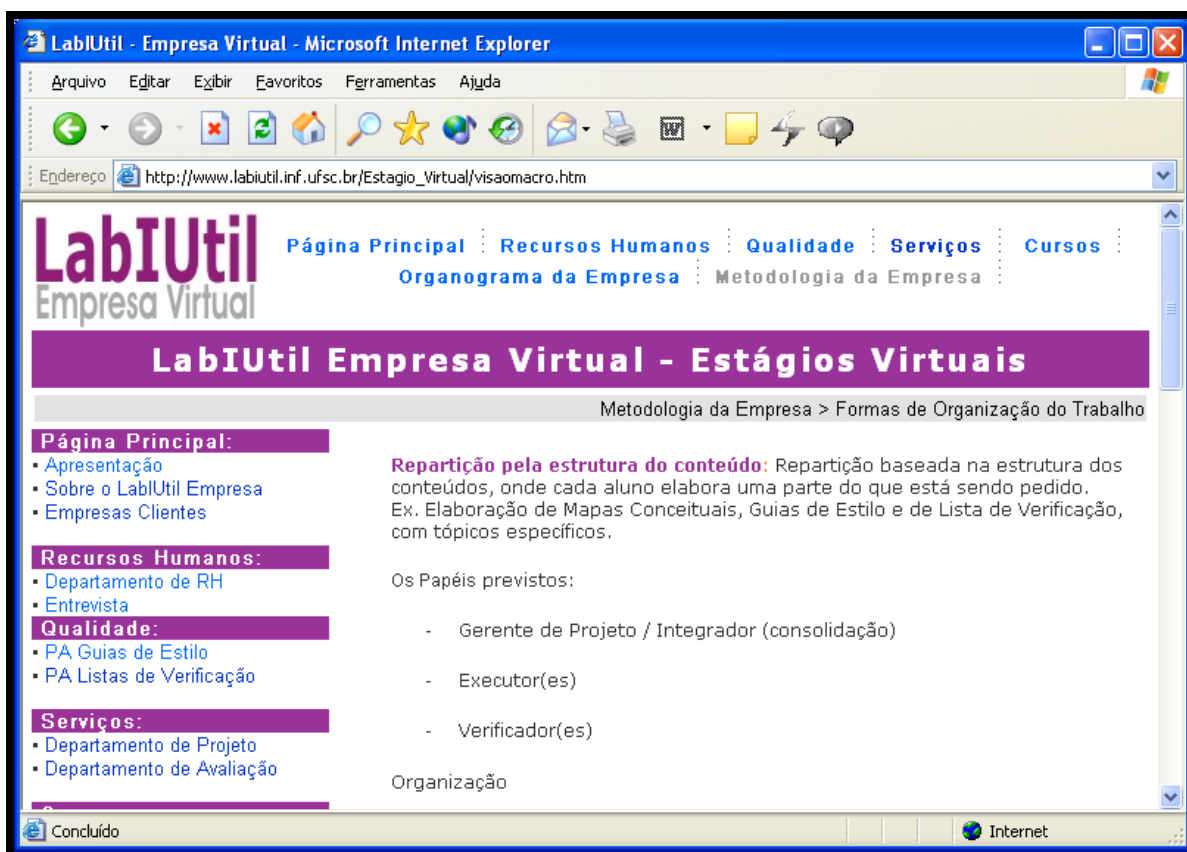 LabIUtil - Empresa Virtual - Microsoft Internet Explorer
Arquivo Editar Exibir Favoritos Ferramentas Ajuda
Endereço http://www.labiutil.inf.ufsc.br/Estagio_Virtual/visaomacro.htm
LabIUtil
Empresa Virtual
Página Principal Recursos Humanos Qualidade Serviços Cursos
Organograma da Empresa Metodologia da Empresa
LabIUtil Empresa Virtual - Estágios Virtuais
Metodologia da Empresa > Formas de Organização do Trabalho
Página Principal:
▪ Apresentação
▪ Sobre o LabIUtil Empresa
▪ Empresas Clientes
Recursos Humanos:
▪ Departamento de RH
▪ Entrevista
Qualidade:
▪ PA Guias de Estilo
▪ PA Listas de Verificação
Serviços:
▪ Departamento de Projeto
▪ Departamento de Avaliação
Repartição pela estrutura do conteúdo: Repartição baseada na estrutura dos
conteúdos, onde cada aluno elabora uma parte do que está sendo pedido.
Ex. Elaboração de Mapas Conceituais, Guias de Estilo e de Lista de Verificação,
com tópicos específicos.
Os Papéis previstos:
- Gerente de Projeto / Integrador (consolidação)
- Executor(es)
- Verificador(es)
Organização
Concluído
Internet